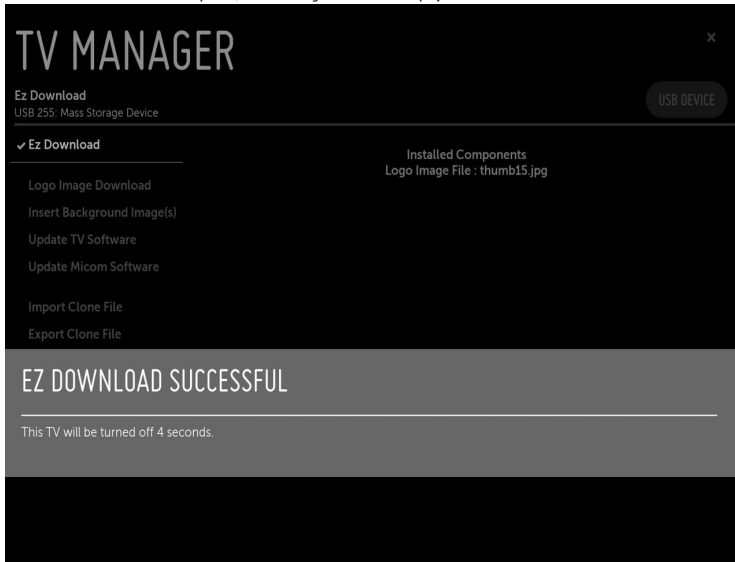 TV MANAGER
x
Ez Download
USB 255: Mass Storage Device
USB DEVICE
✔ Ez Download
Installed Components
Logo Image File : thumb15.jpg
Logo Image Download
Insert Background Image(s)
Update TV Software
Update Micom Software
Import Clone File
Export Clone File
EZ DOWNLOAD SUCCESSFUL
This TV will be turned off 4 seconds.